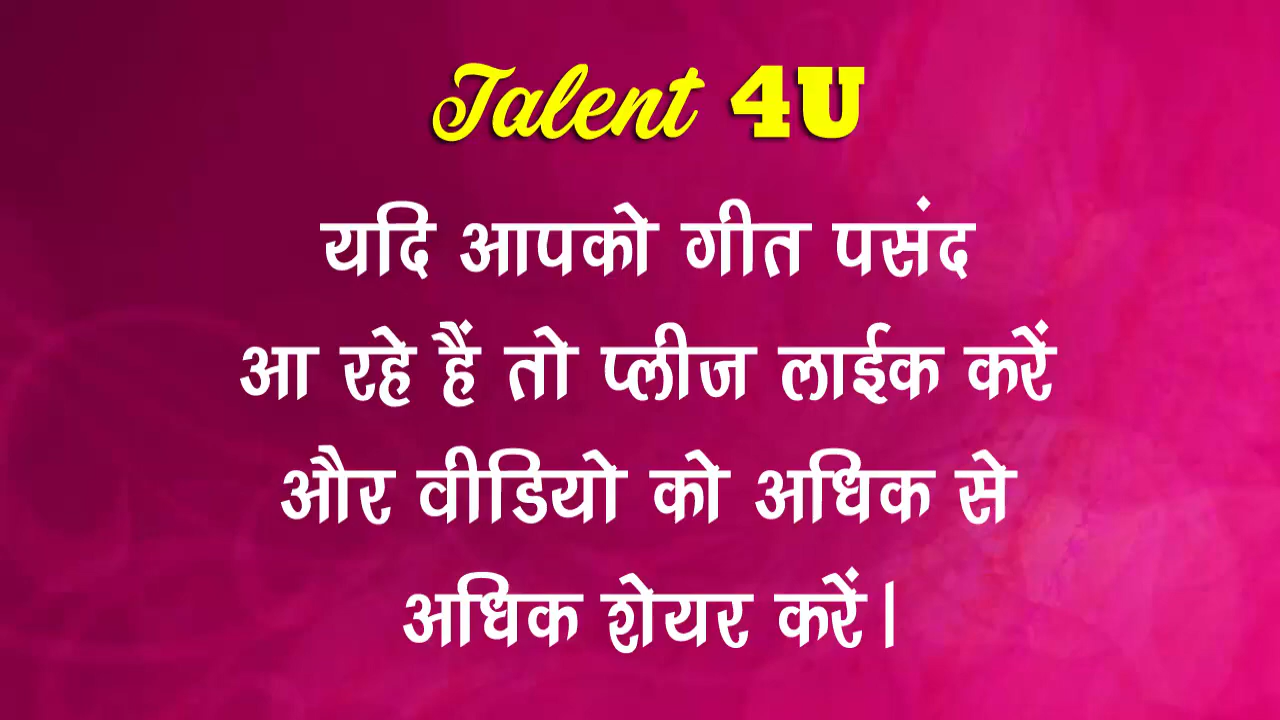 Talent 4U
यदि आपको गीत पसंद
आ रहे हैं तो प्लीज लाईक करें
और वीडियो को अधिक से
अधिक शेयर करें।